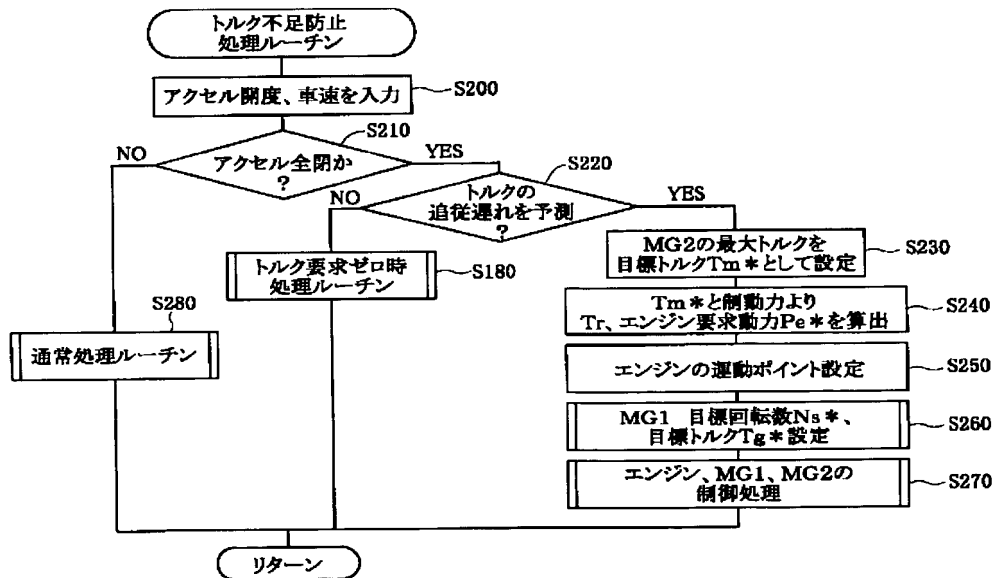 トルク不足防止
処理ルーチン
アクセル開度、車速を入力
S200
S210
NO
アクセル全閉か
?
YES
S220
NO
トルクの
追従遅れを予測
?
YES
MG2の最大トルクを
目標トルクTm*として設定
S230
トルク要求ゼロ時
処理ルーチン
S180
Tm*と制動力より
Tr、エンジン要求動力Pe*を算出
S240
S280
通常処理ルーチン
エンジンの運動ポイント設定
S250
MG1 目標回転数Ns*、
目標トルクTg*設定
S260
エンジン、MG1、MG2の
制御処理
S270
リターン